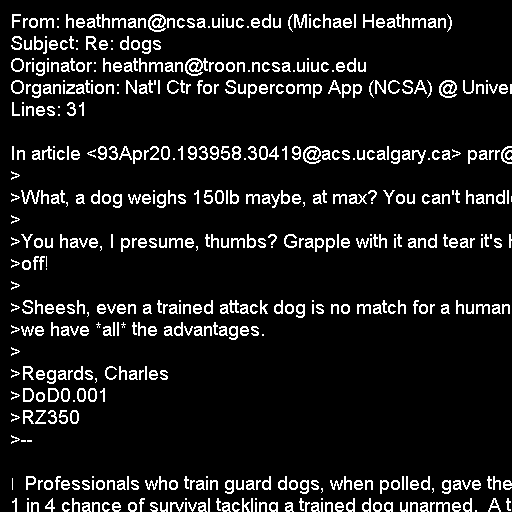 From: heathman@ncsa.uiuc.edu (Michael Heathman)
Subject: Re: dogs
Originator: heathman@troon.ncsa.uiuc.edu
Organization: Nat'l Ctr for Supercomp App (NCSA) @ Univer
Lines: 31

In article <93Apr20.193958.30419@acs.ucalgary.ca> parr@
>
>What, a dog weighs 150lb maybe, at max? You can't handl
>
>You have, I presume, thumbs? Grapple with it and tear it's
>off!
>
>Sheesh, even a trained attack dog is no match for a human
>we have *all* the advantages.
>
>Regards, Charles
>DoD0.001
>RZ350
>--

| Professionals who train guard dogs, when polled, gave the
1 in 4 chance of survival tackling a trained dog unarmed. A t